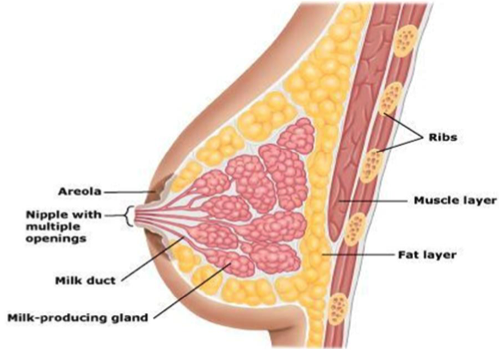 Ribs
Areola
Muscle layer
Nipple with
multiple
openings
Fat layer
Milk duct
Milk-producing gland